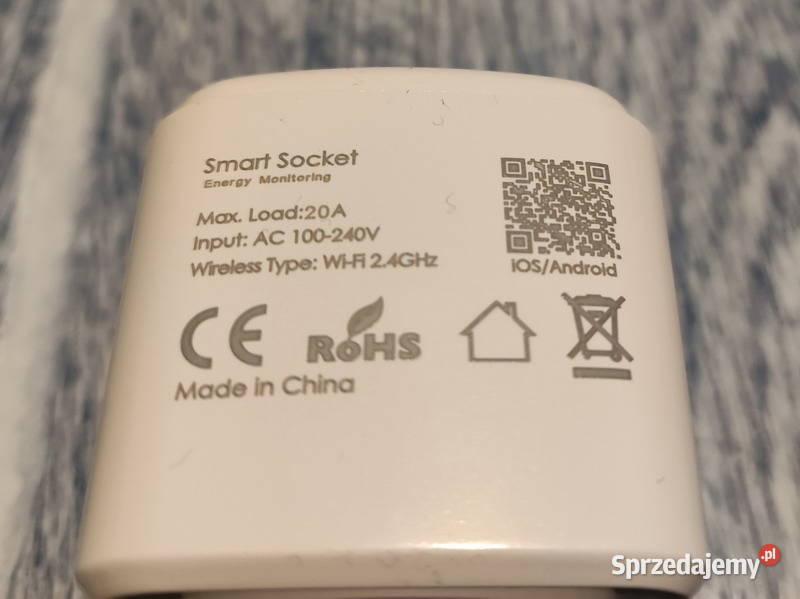 Smart Socket
Energy Monitoring
Max. Load:20A
Input: AC 100-240V
Wireless Type: Wi-Fi 2.4GHz
iOS/Android
CE
RoHS
Made in China
Sprzedajemy.pl